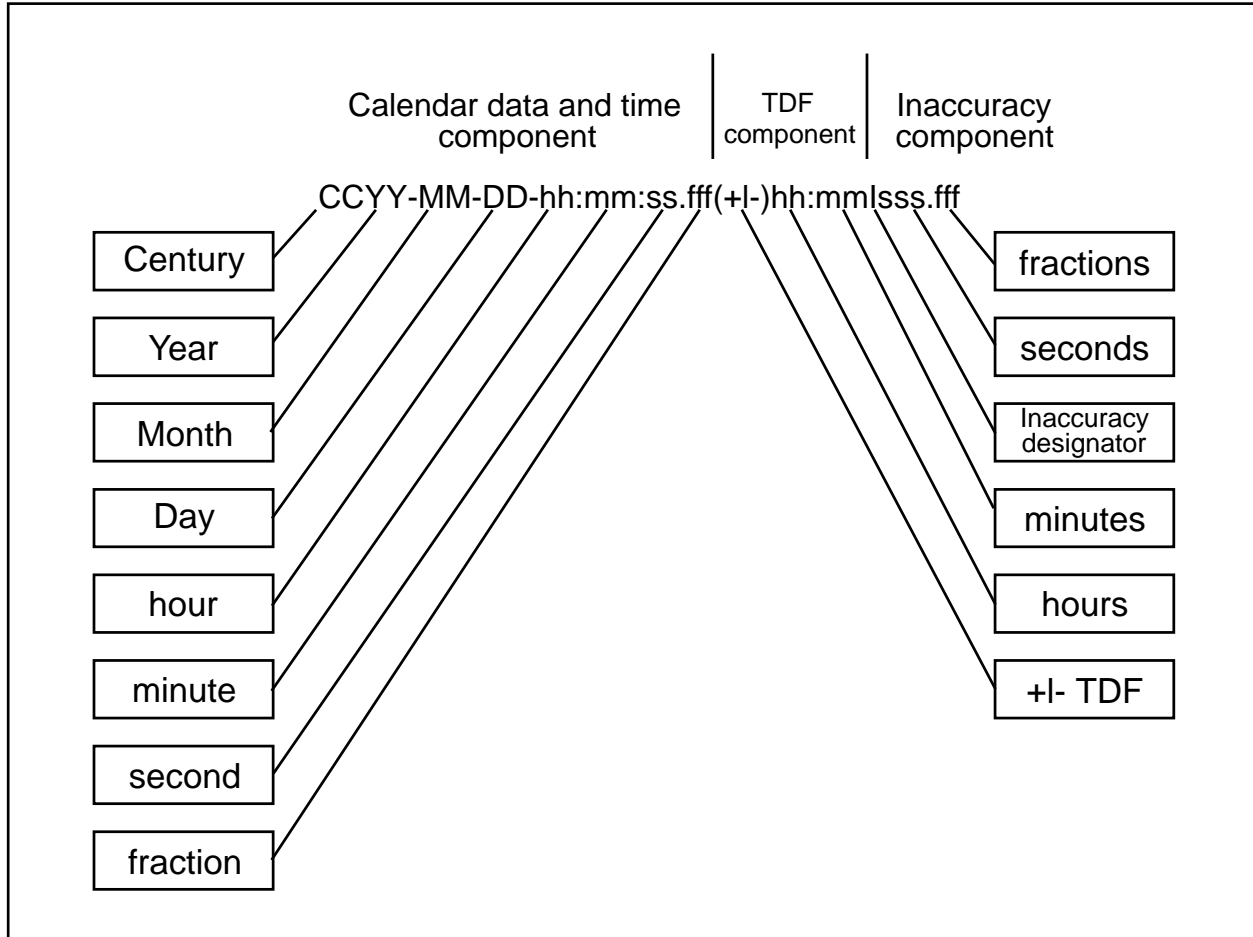 Calendar data and time
component
TDF
component
Inaccuracy
component
CCYY-MM-DD-hh:mm:ss.fff(+l-)hh:mmIsss.fff
Century
Year
Month
Day
hour
minute
second
fraction
fractions
seconds
Inaccuracy
designator
minutes
hours
+l- TDF